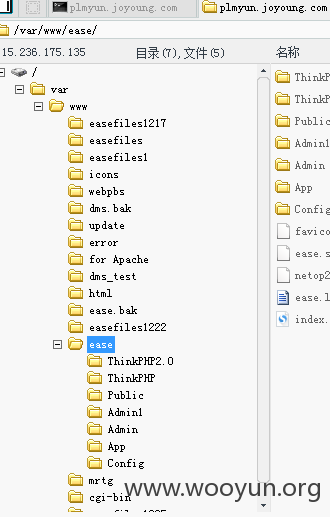 plmyun.joyoung.com plmyun.joyoung.com
/var/www/ease/
15.236.175.135 目录(7),文件(5) 名称
/
var
www
easefiles1217
easefiles
easefiles1
icons
webpbs
dms.bak
update
error
for Apache
dms_test
html
ease.bak
easefiles1222
ease
ThinkPHP2.0
ThinkPHP
Public
Admin1
Admin
App
Config
mrtg
cgi-bin
ThinkP
ThinkP
Public
Admin1
Admin
App
Config
favico
ease.s
netop2
ease.l
index.
www.wooyun.org